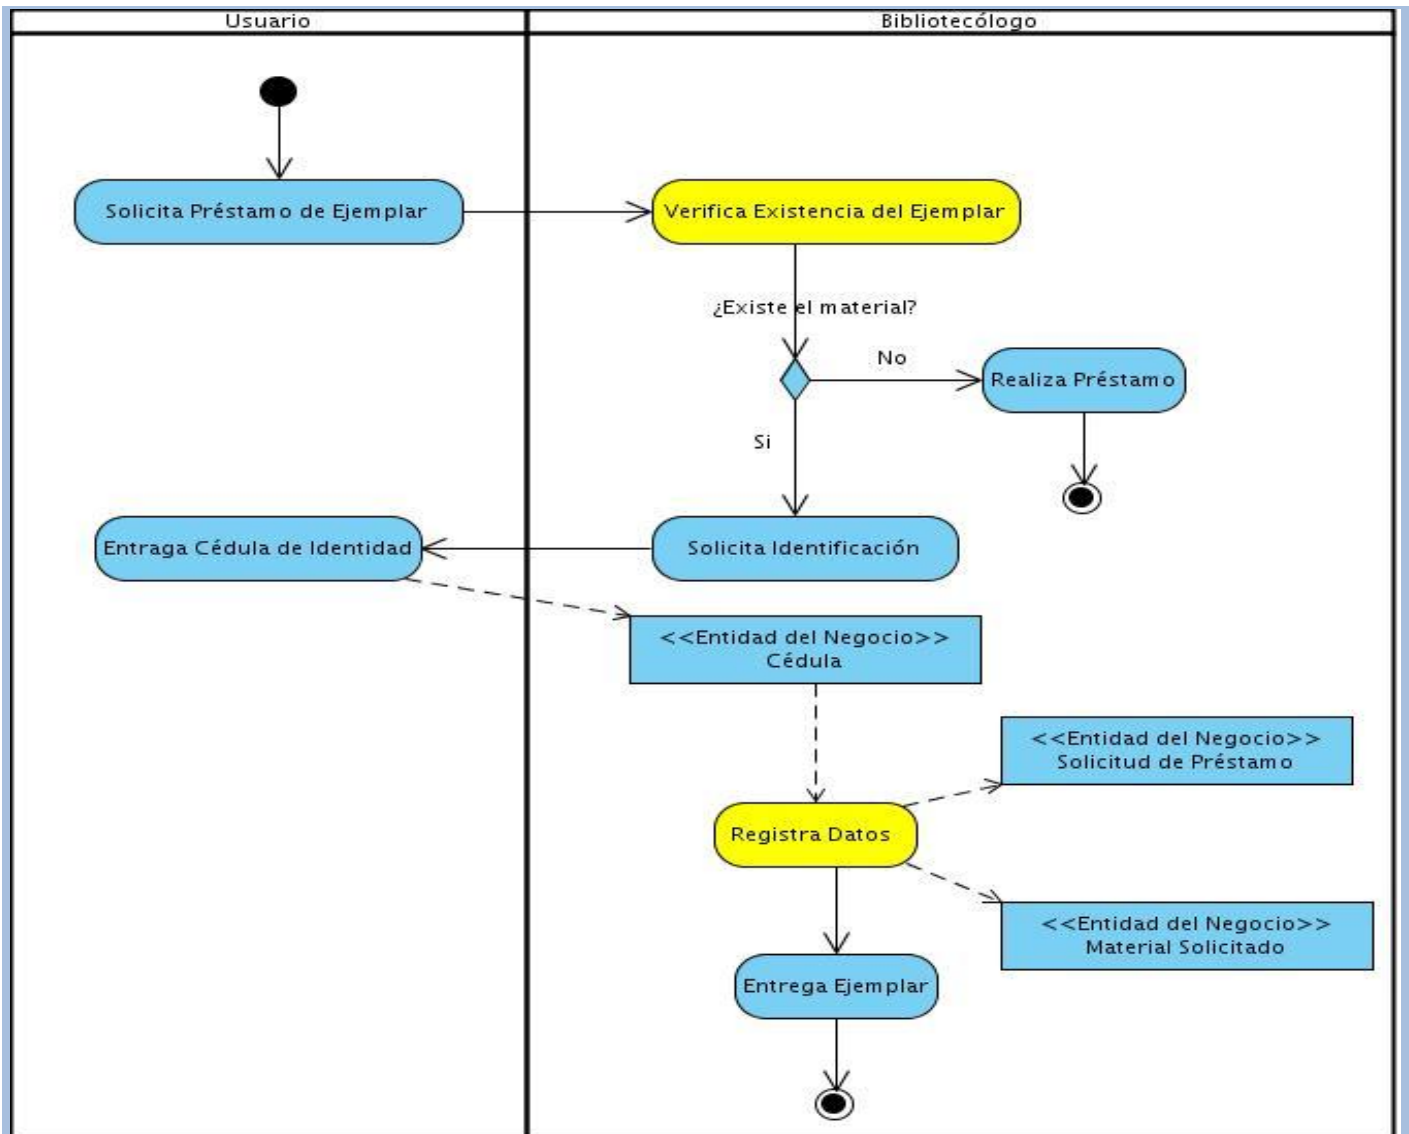 Usuario
Bibliotecólogo
Solicita Préstamo de Ejemplar
Verifica Existencia del Ejemplar
¿Existe el material?
No
Realiza Préstamo
Si
Entraga Cédula de Identidad
Solicita Identificación
<<Entidad del Negocio>>
Cédula
<<Entidad del Negocio>>
Solicitud de Préstamo
Registra Datos
<<Entidad del Negocio>>
Material Solicitado
Entrega Ejemplar